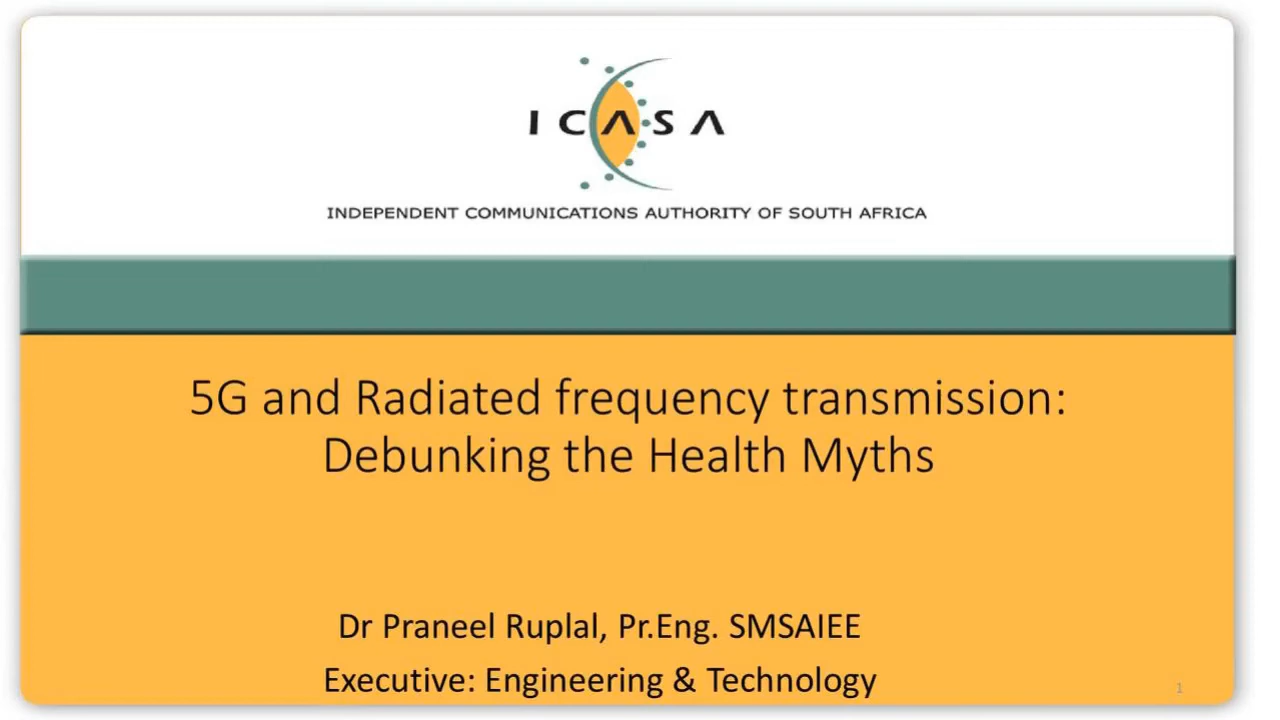 ICASA
INDEPENDENT COMMUNICATIONS AUTHORITY OF SOUTH AFRICA
5G and Radiated frequency transmission:
Debunking the Health Myths
Dr Praneel Ruplal, Pr.Eng. SMSAIEE
Executive: Engineering & Technology
1